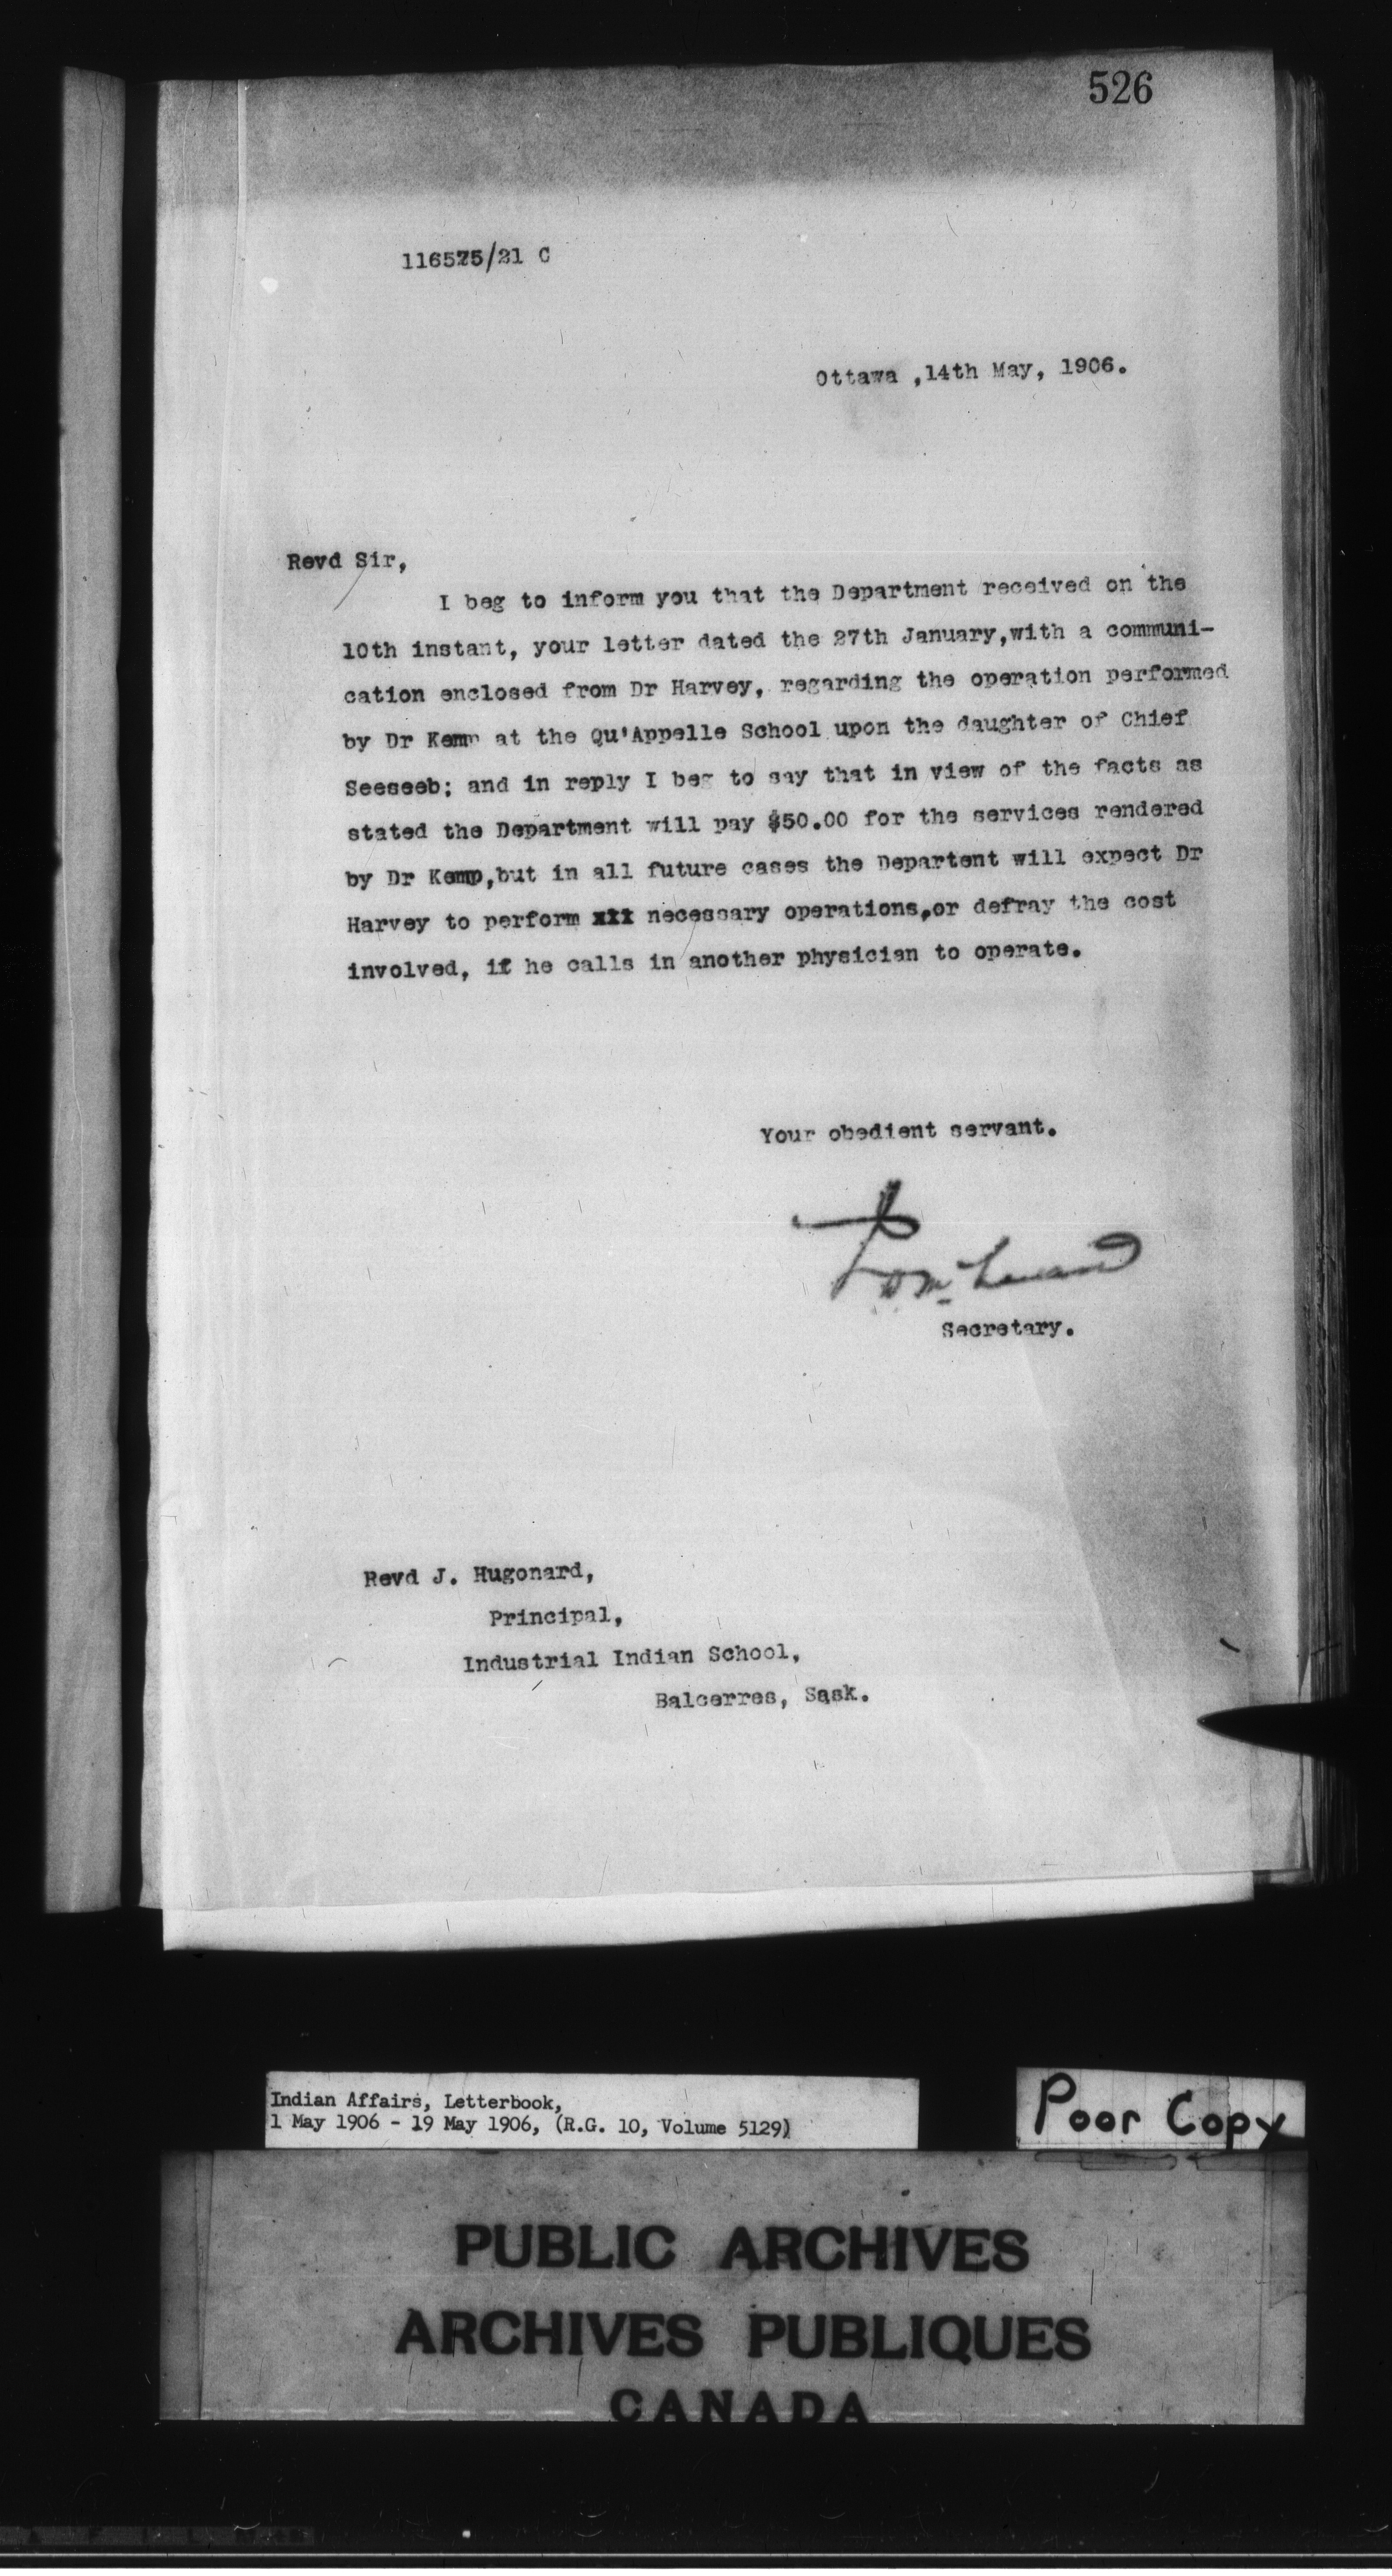 526
116575/21 C
Ottawa ,14th May, 1906.
Revd Sir,
I beg to inform you that the Department received on the
10th instant, your letter dated the 27th January,with a communi-
cation enclosed from Dr Harvey, regarding the operation performed
by Dr Kemp at the Qu'Appelle School upon the daughter of Chief
Seeseeb; and in reply I beg to say that in view of the facts as
stated the Department will pay $50.00 for the services rendered
by Dr Kemp,but in all future cases the Departent will expect Dr
Harvey to perform xll necessary operations,or defray the cost
involved, if he calls in another physician to operate.
Your obedient servant.
Secretary.
Revd J. Hugonard,
Principal,
Industrial Indian School,
Balcerres, Sask.
Indian Affairs, Letterbook,
1 May 1906 - 19 May 1906, (R.G. 10, Volume 5129)
Poor Copy
PUBLIC ARCHIVES
ARCHIVES PUBLIQUES
CANADA